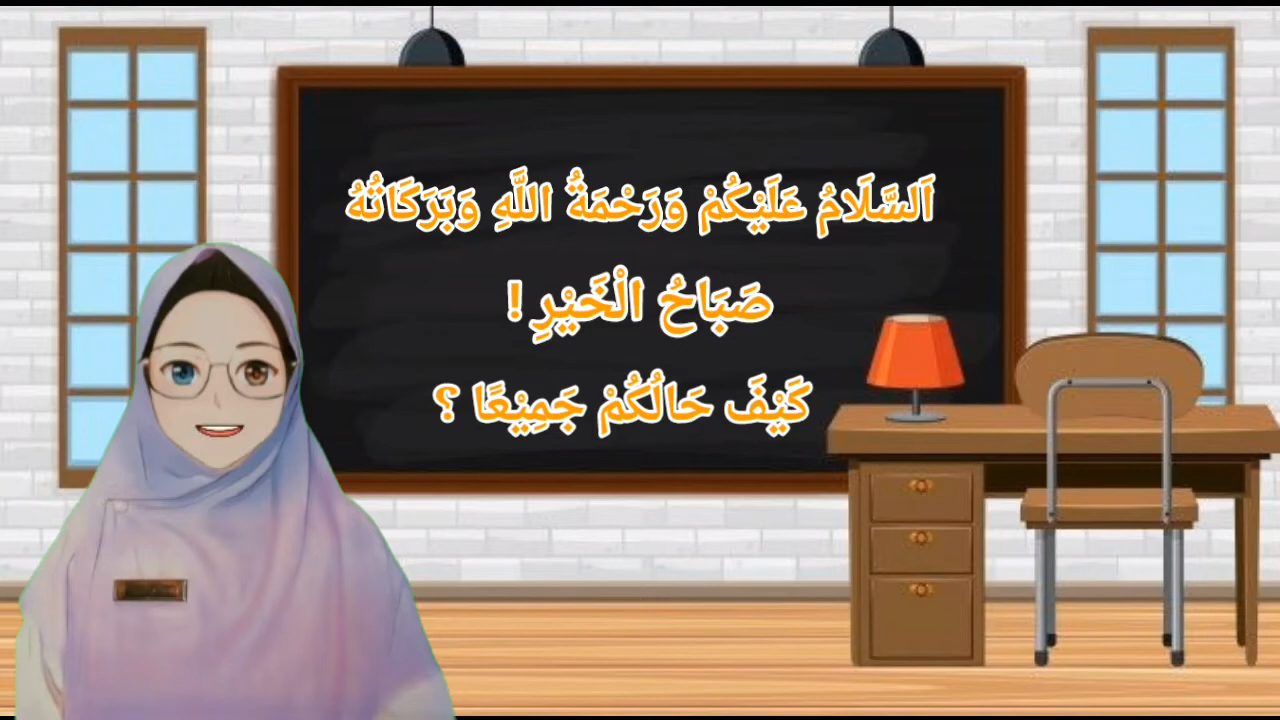 اَلسَّلَامُ عَلَيْكُمْ وَرَحْمَةُ اللَّهِ وَبَرَكَاتُهُ
صَبَاحُ الْخَيْرِ !
كَيْفَ حَالُكُمْ جَمِيْعًا ؟